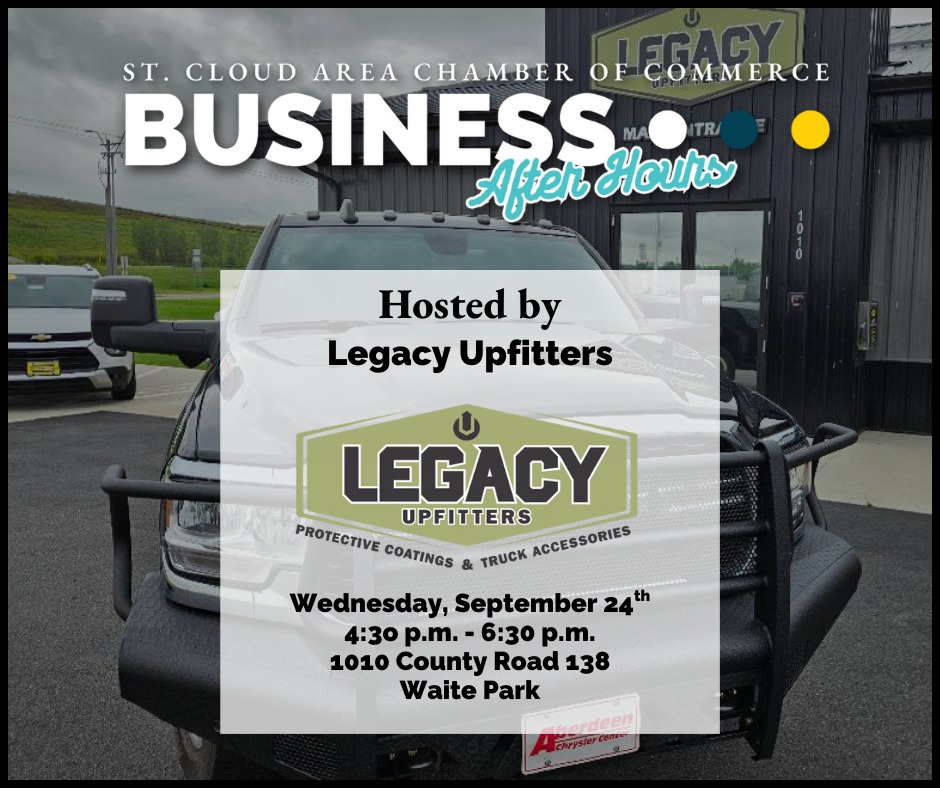 LEGACY
UPFITTERS
ST. CLOUD AREA CHAMBER OF COMMERCE
BUSINESS
After Hours
1010
Hosted by
Legacy Upfitters
LEGACY
UPFITTERS
PROTECTIVE COATINGS & TRUCK ACCESSORIES
Wednesday, September 24th
4:30 p.m. - 6:30 p.m.
1010 County Road 138
Waite Park
Aberdeen
Chrysler Center